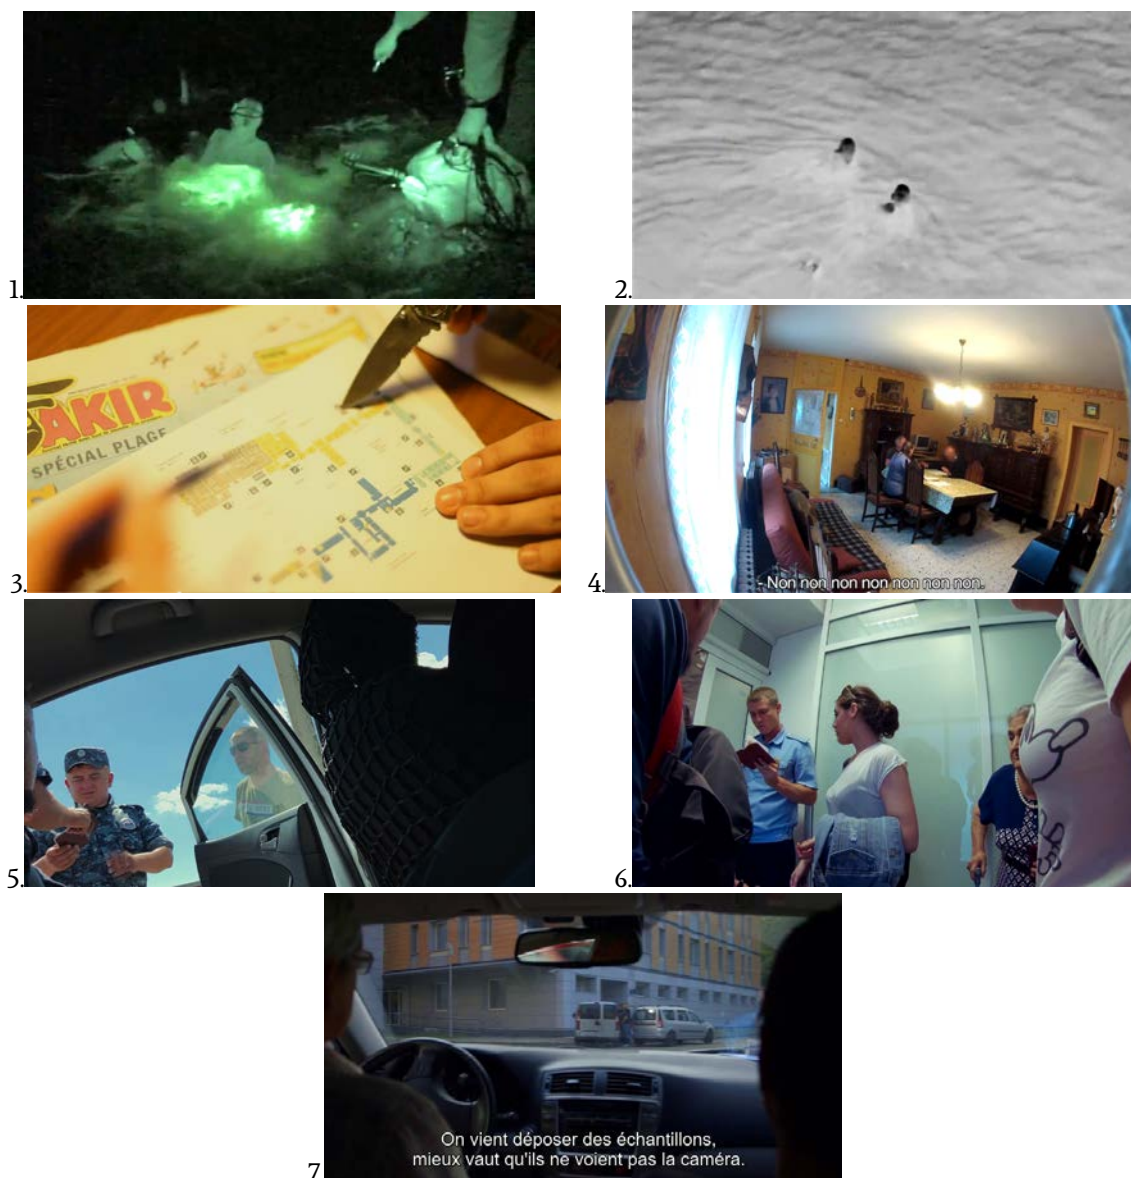 1.
2.
AKIR
SPÉCIAL PLAGE
3.
- Non non non non non non non.
4.
5.
6.
On vient déposer des échantillons,
mieux vaut qu'ils ne voient pas la caméra.
7